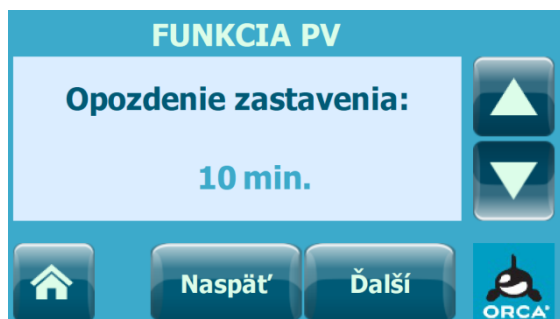 FUNKCIA PV
Opozdenie zastavenia:
10 min.
Naspäť
Ďalší
ORCA